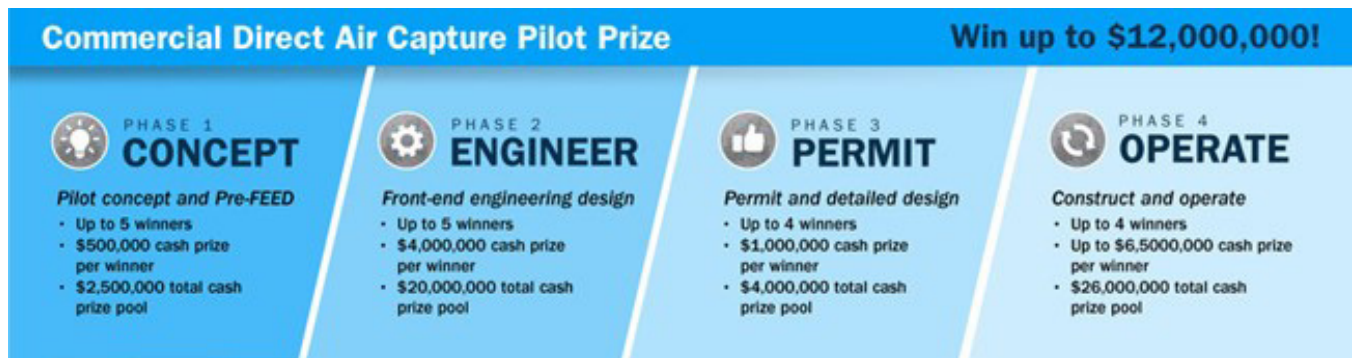 Commercial Direct Air Capture Pilot Prize
Win up to $12,000,000!
PHASE 1
CONCEPT
Pilot concept and Pre-FEED
• Up to 5 winners
• $500,000 cash prize
per winner
• $2,500,000 total cash
prize pool
PHASE 2
ENGINEER
Front-end engineering design
• Up to 5 winners
• $4,000,000 cash prize
per winner
• $20,000,000 total cash
prize pool
PHASE 3
PERMIT
Permit and detailed design
• Up to 4 winners
• $1,000,000 cash prize
per winner
• $4,000,000 total cash
prize pool
PHASE 4
OPERATE
Construct and operate
• Up to 4 winners
• Up to $6,5000,000 cash prize
per winner
• $26,000,000 total cash
prize pool